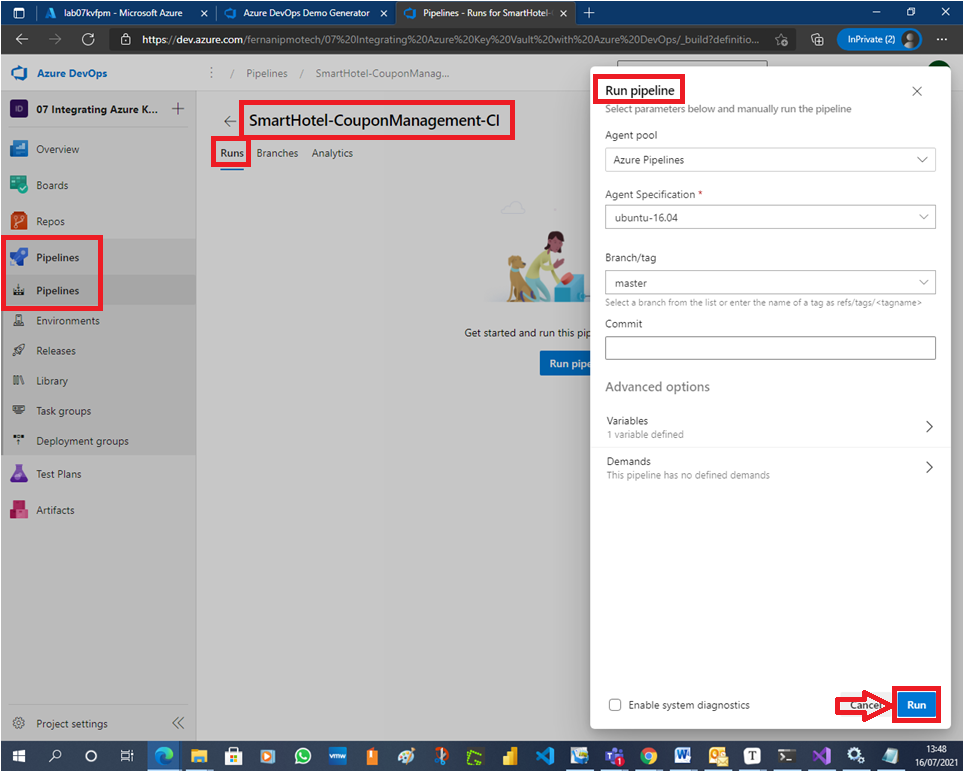 lab07kvfpm - Microsoft Azure
Azure DevOps Demo Generator
Pipelines - Runs for SmartHotel-
https://dev.azure.com/fernanipmotech/07%20Integrating%20Azure%20Key%20Vault%20with%20Azure%20DevOps/_build?definitio...
InPrivate (2)
Azure DevOps
/ Pipelines / SmartHotel-CouponManag...
07 Integrating Azure K...
Overview
Boards
Repos
Pipelines
Pipelines
Environments
Releases
Library
Task groups
Deployment groups
Test Plans
Artifacts
Project settings
SmartHotel-CouponManagement-CI
Runs Branches Analytics
Get started and run this pip
Run pipe
Run pipeline
Select parameters below and manually run the pipeline
Agent pool
Azure Pipelines
Agent Specification *
ubuntu-16.04
Branch/tag
master
Select a branch from the list or enter the name of a tag as refs/tags/<tagname>
Commit
Advanced options
Variables
1 variable defined
Demands
This pipeline has no defined demands
Enable system diagnostics
Cancel
Run
13:48
16/07/2021